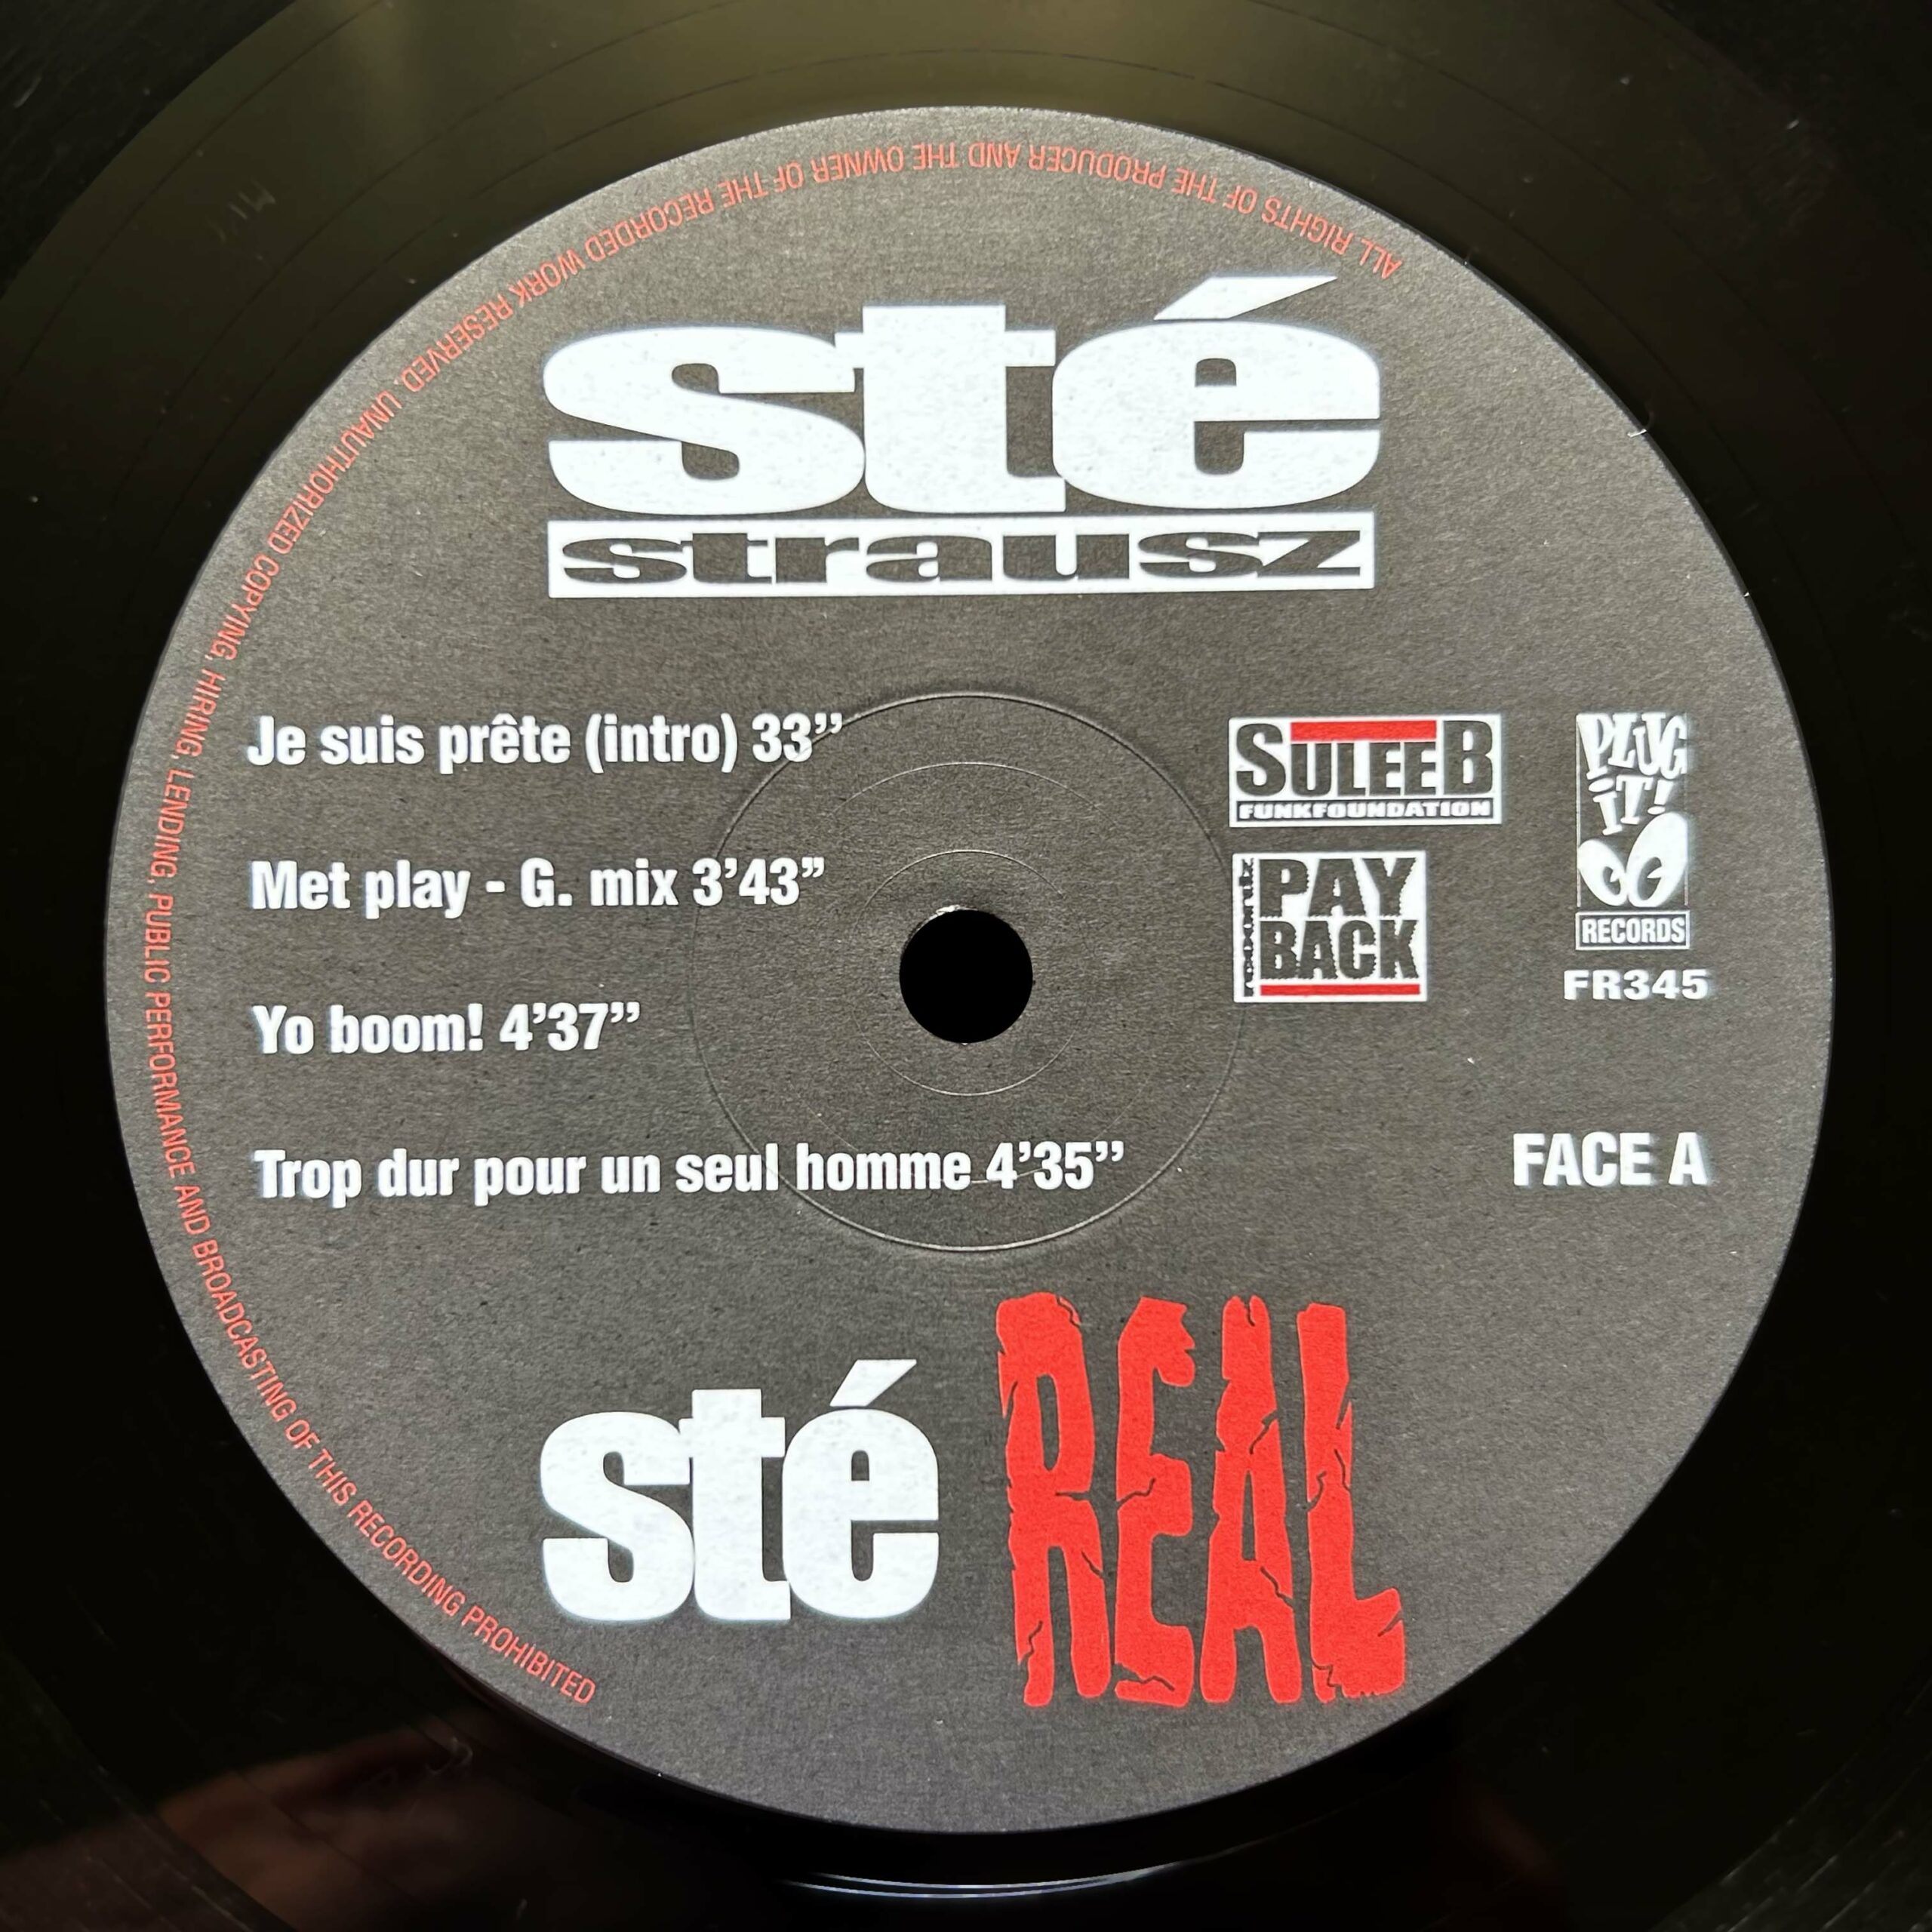 sté
strausz
Je suis prête (intro) 33’’
Met play - G. mix 3’43’’
Yo boom! 4’37’’
Trop dur pour un seul homme 4’35’’
SULEEB
FUNKFOUNDATION
recordz
PAY
BACK
PLUG
IT!
RECORDS
FR345
FACE A
sté REAL
ALL RIGHTS OF THE PRODUCER AND THE OWNER OF THE RECORDED WORK RESERVED. UNAUTHORIZED COPYING, HIRING, LENDING, PUBLIC PERFORMANCE AND BROADCASTING OF THIS RECORDING PROHIBITED